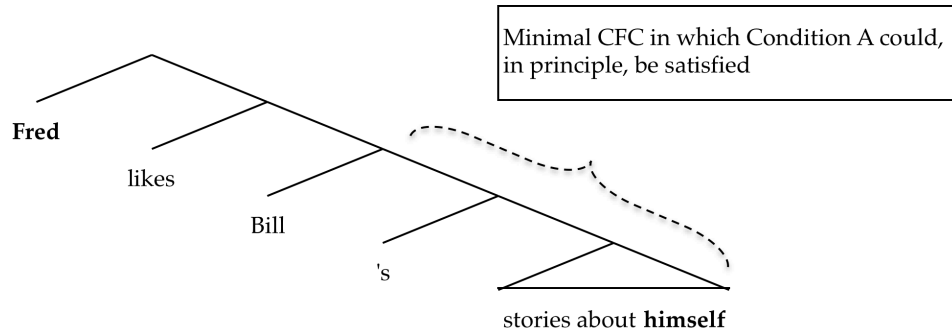 Minimal CFC in which Condition A could,
in principle, be satisfied
Fred
likes
Bill
's
stories about himself